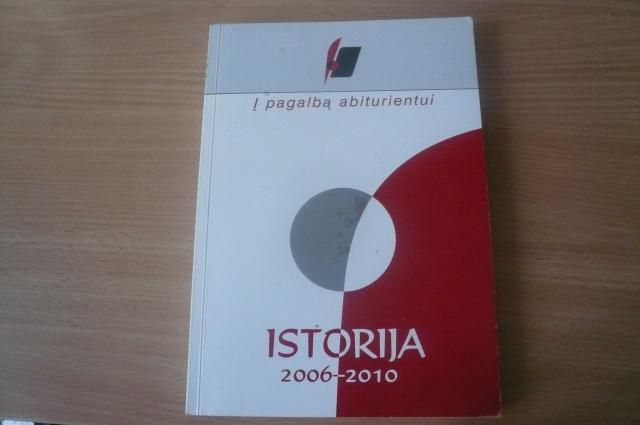 Į pagalbą abiturientui
ISTORIJA
2006–2010